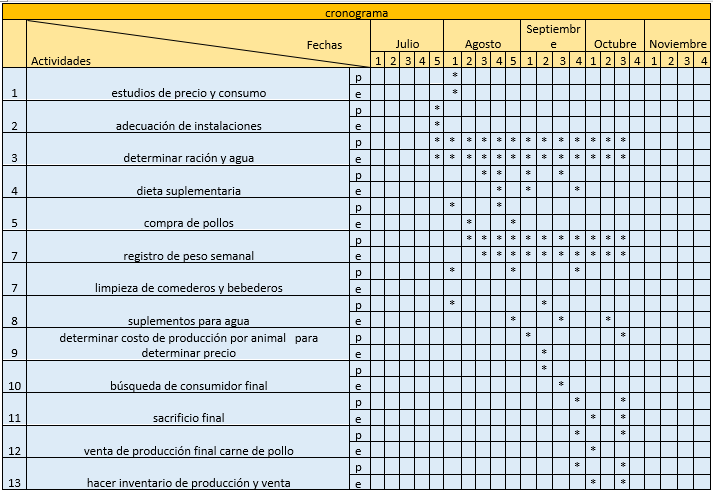 cronograma
Fechas
Actividades
Julio Agosto Septiembr
e Octubre Noviembre
1 2 3 4 5 1 2 3 4 5 1 2 3 4 1 2 3 4 1 2 3 4
p *
1 estudios de precio y consumo e *
p *
2 adecuación de instalaciones e *
p * * * * * * * * * * * * *
3 determinar ración y agua e * * * * * * * * * * * * *
p * * * *
4 dieta suplementaria e * * *
p * *
5 compra de pollos e * *
p * * * * * * * * * * *
7 registro de peso semanal e * * * * * * * * * *
p * * *
7 limpieza de comederos y bebederos e
p * *
8 suplementos para agua e * * *
determinar costo de producción por animal para p * *
9 determinar precio e *
p *
10 búsqueda de consumidor final e *
p * *
11 sacrificio final e * *
p * *
12 venta de producción final carne de pollo e *
p * *
13 hacer inventario de producción y venta e * *